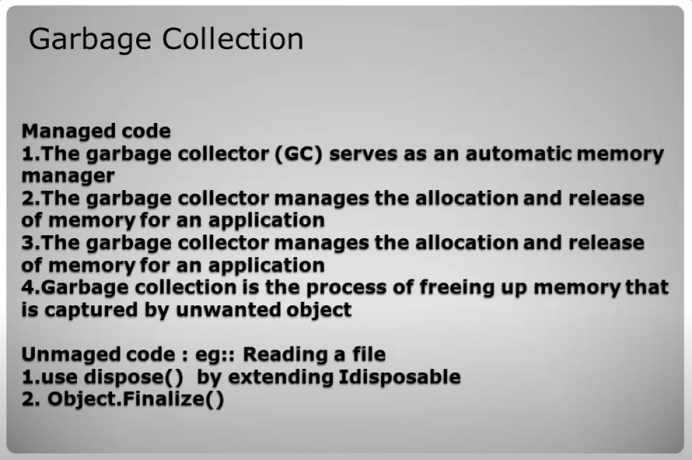 Garbage Collection
Managed code
1.The garbage collector (GC) serves as an automatic memory
manager
2.The garbage collector manages the allocation and release
of memory for an application
3.The garbage collector manages the allocation and release
of memory for an application
4.Garbage collection is the process of freeing up memory that
is captured by unwanted object
Unmaged code : eg:: Reading a file
1.use dispose()  by extending Idisposable
2. Object.Finalize()